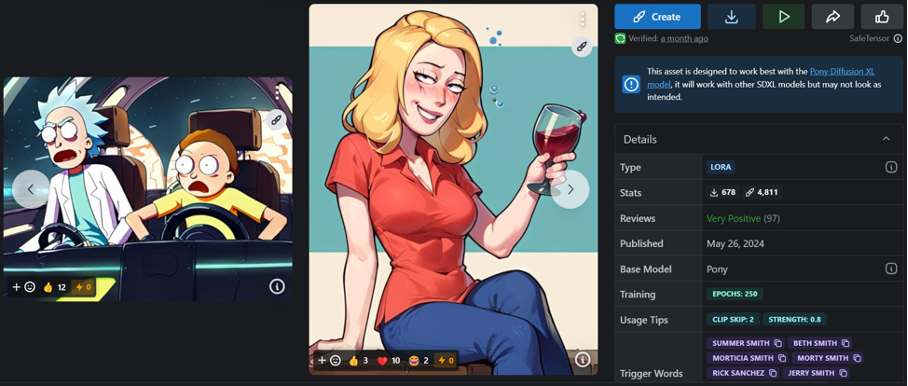 Create
Verified: a month ago
SafeTensor
This asset is designed to work best with the Pony Diffusion XL
model, it will work with other SDXL models but may not look as
intended.
Details
Type
LORA
Stats
678
4,811
Reviews
Very Positive (97)
Published
May 26, 2024
Base Model
Pony
Training
EPOCHS: 250
Usage Tips
CLIP SKIP: 2
STRENGTH: 0.8
Trigger Words
SUMMER SMITH
BETH SMITH
MORTICIA SMITH
MORTY SMITH
RICK SANCHEZ
JERRY SMITH
12
0
3
10
2
0